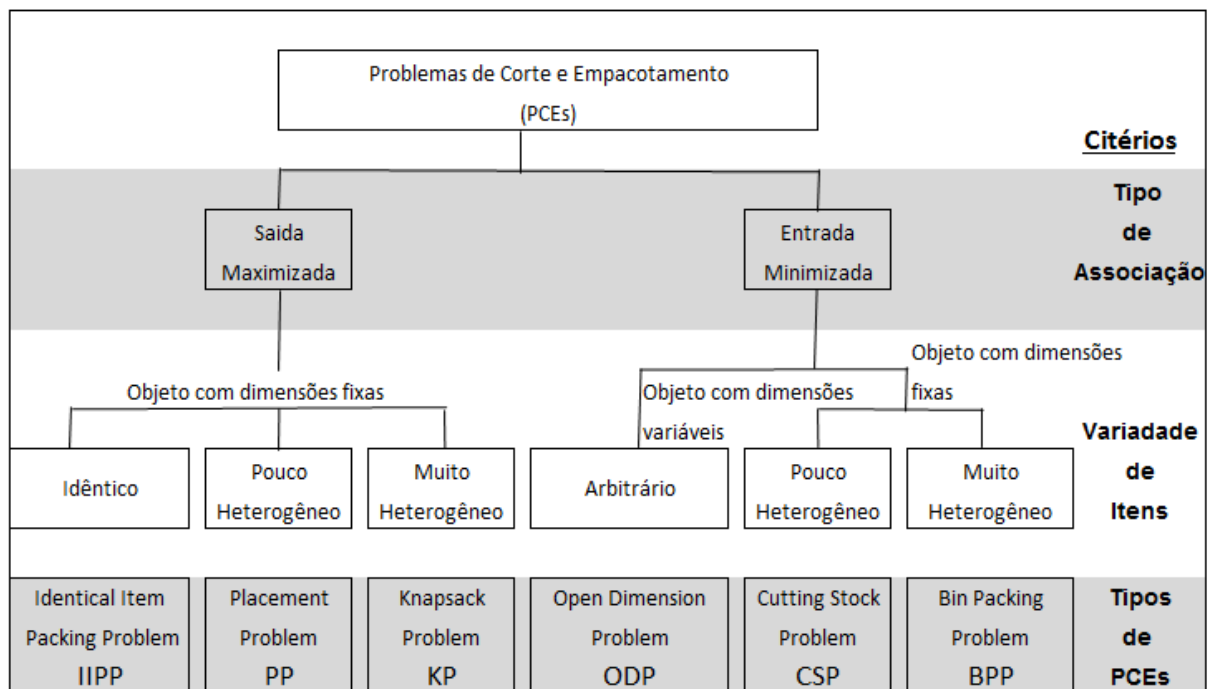 Problemas de Corte e Empacotamento
(PCEs)
Citérios
Tipo
de
Associação
Saida
Maximizada
Entrada
Minimizada
Objeto com dimensões fixas
Objeto com dimensões
variáveis
Objeto com dimensões
fixas
Variadade
de
Itens
Idêntico
Pouco
Heterogêneo
Muito
Heterogêneo
Arbitrário
Pouco
Heterogêneo
Muito
Heterogêneo
Identical Item
Packing Problem
IIPP
Placement
Problem
PP
Knapsack
Problem
KP
Open Dimension
Problem
ODP
Cutting Stock
Problem
CSP
Bin Packing
Problem
BPP
Tipos
de
PCEs